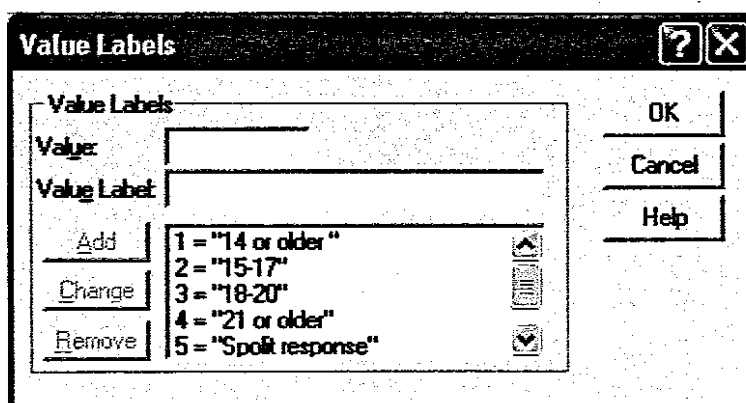 Value Labels
Value Labels
Value:
Value Label:
OK
Cancel
Help
Add
Change
Remove
1 = "14 or older "
2 = "15-17"
3 = "18-20"
4 = "21 or older"
5 = "Spoilt response"